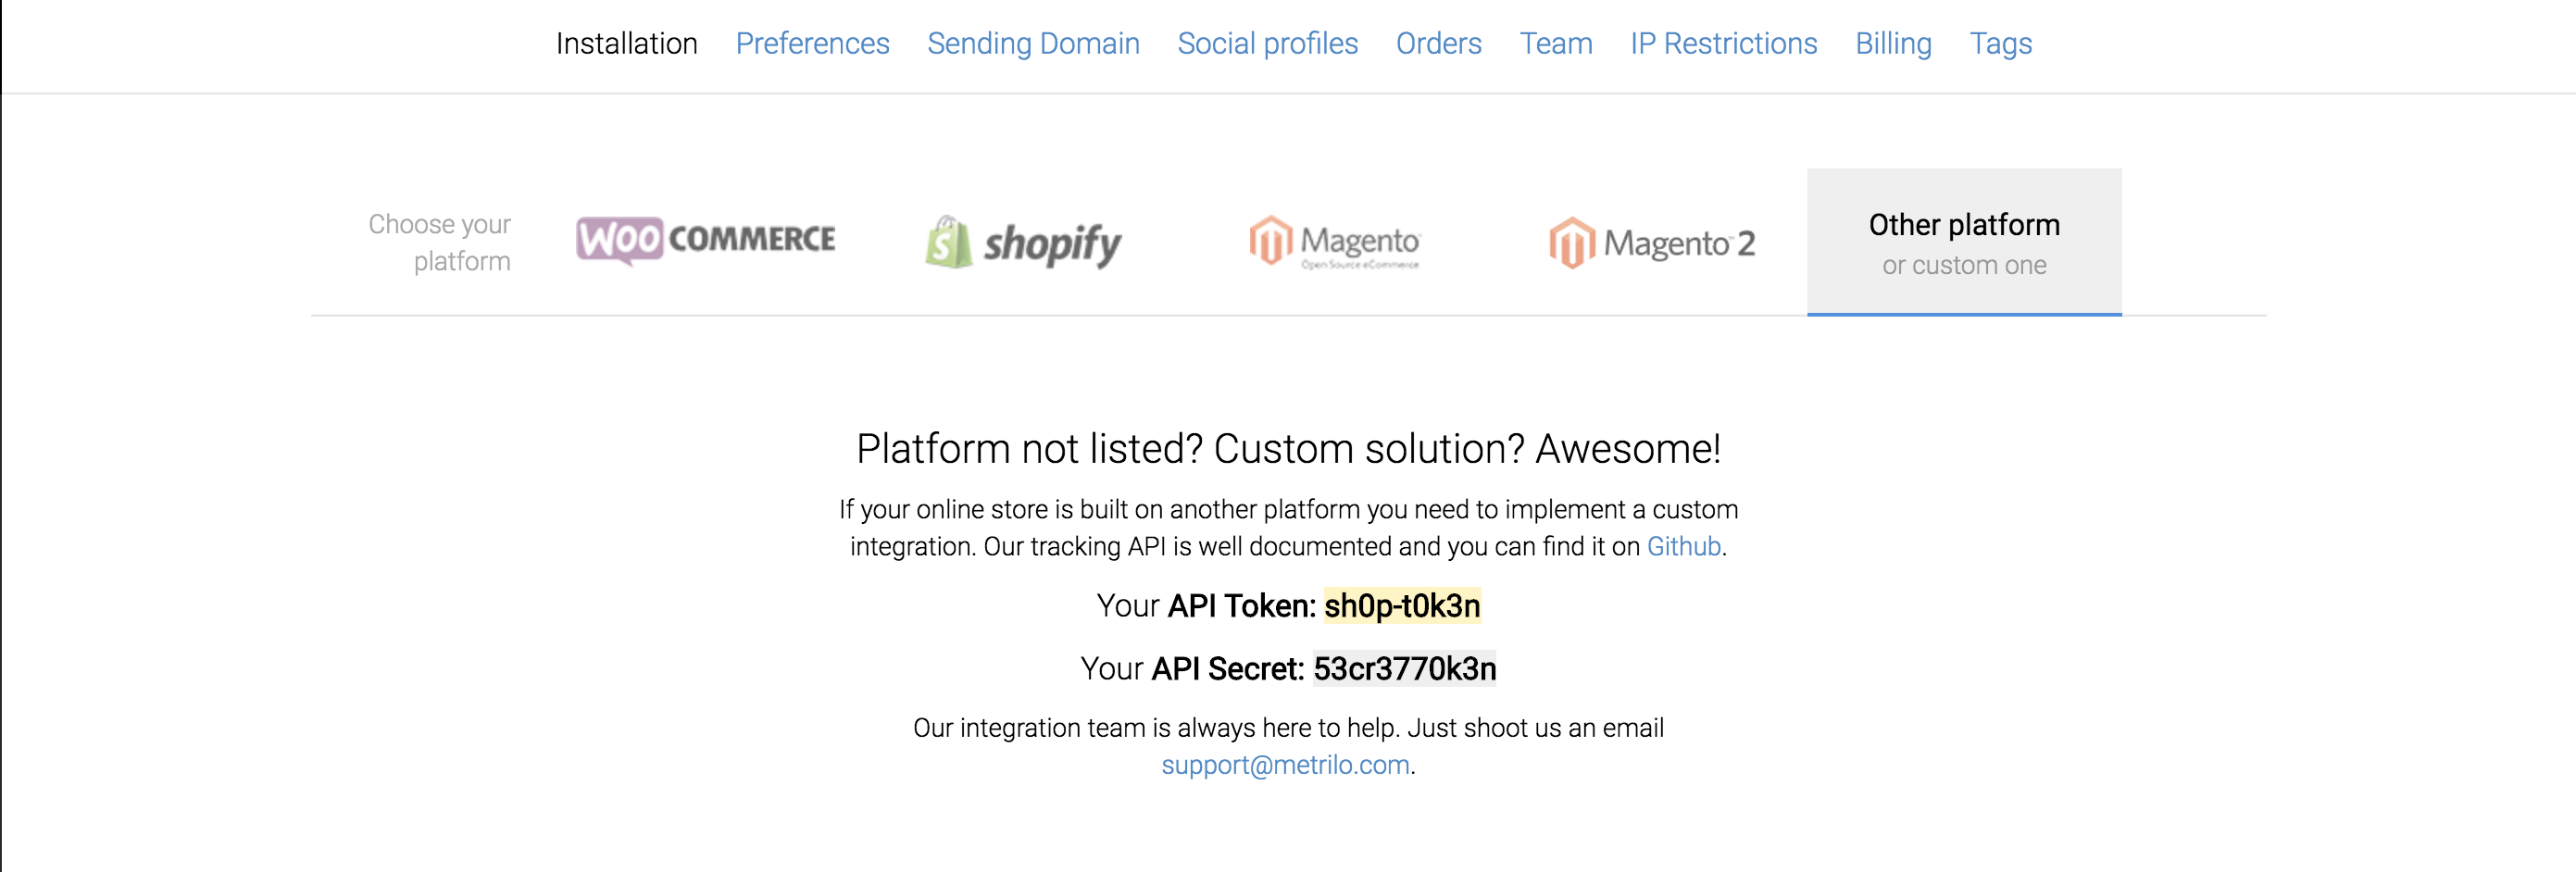 Installation Preferences Sending Domain Social profiles Orders Team IP Restrictions Billing Tags
Choose your
platform
WOO COMMERCE
S shopify
Magento™
Open Source eCommerce
Magento™ 2
Other platform
or custom one
Platform not listed? Custom solution? Awesome!
If your online store is built on another platform you need to implement a custom
integration. Our tracking API is well documented and you can find it on Github.
Your API Token: sh0p-t0k3n
Your API Secret: 53cr3770k3n
Our integration team is always here to help. Just shoot us an email
support@metrilo.com.